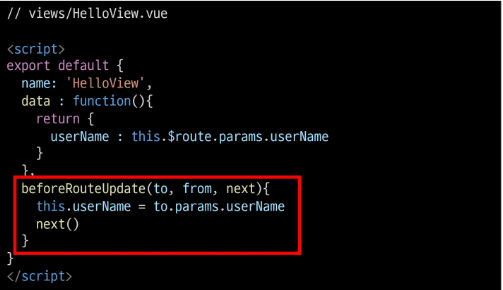 // views/HelloView.vue
<script>
export default {
  name: 'HelloView',
  data : function(){
    return {
      userName : this.$route.params.userName
    }
  },
  beforeRouteUpdate(to, from, next){
    this.userName = to.params.userName
    next()
  }
}
</script>